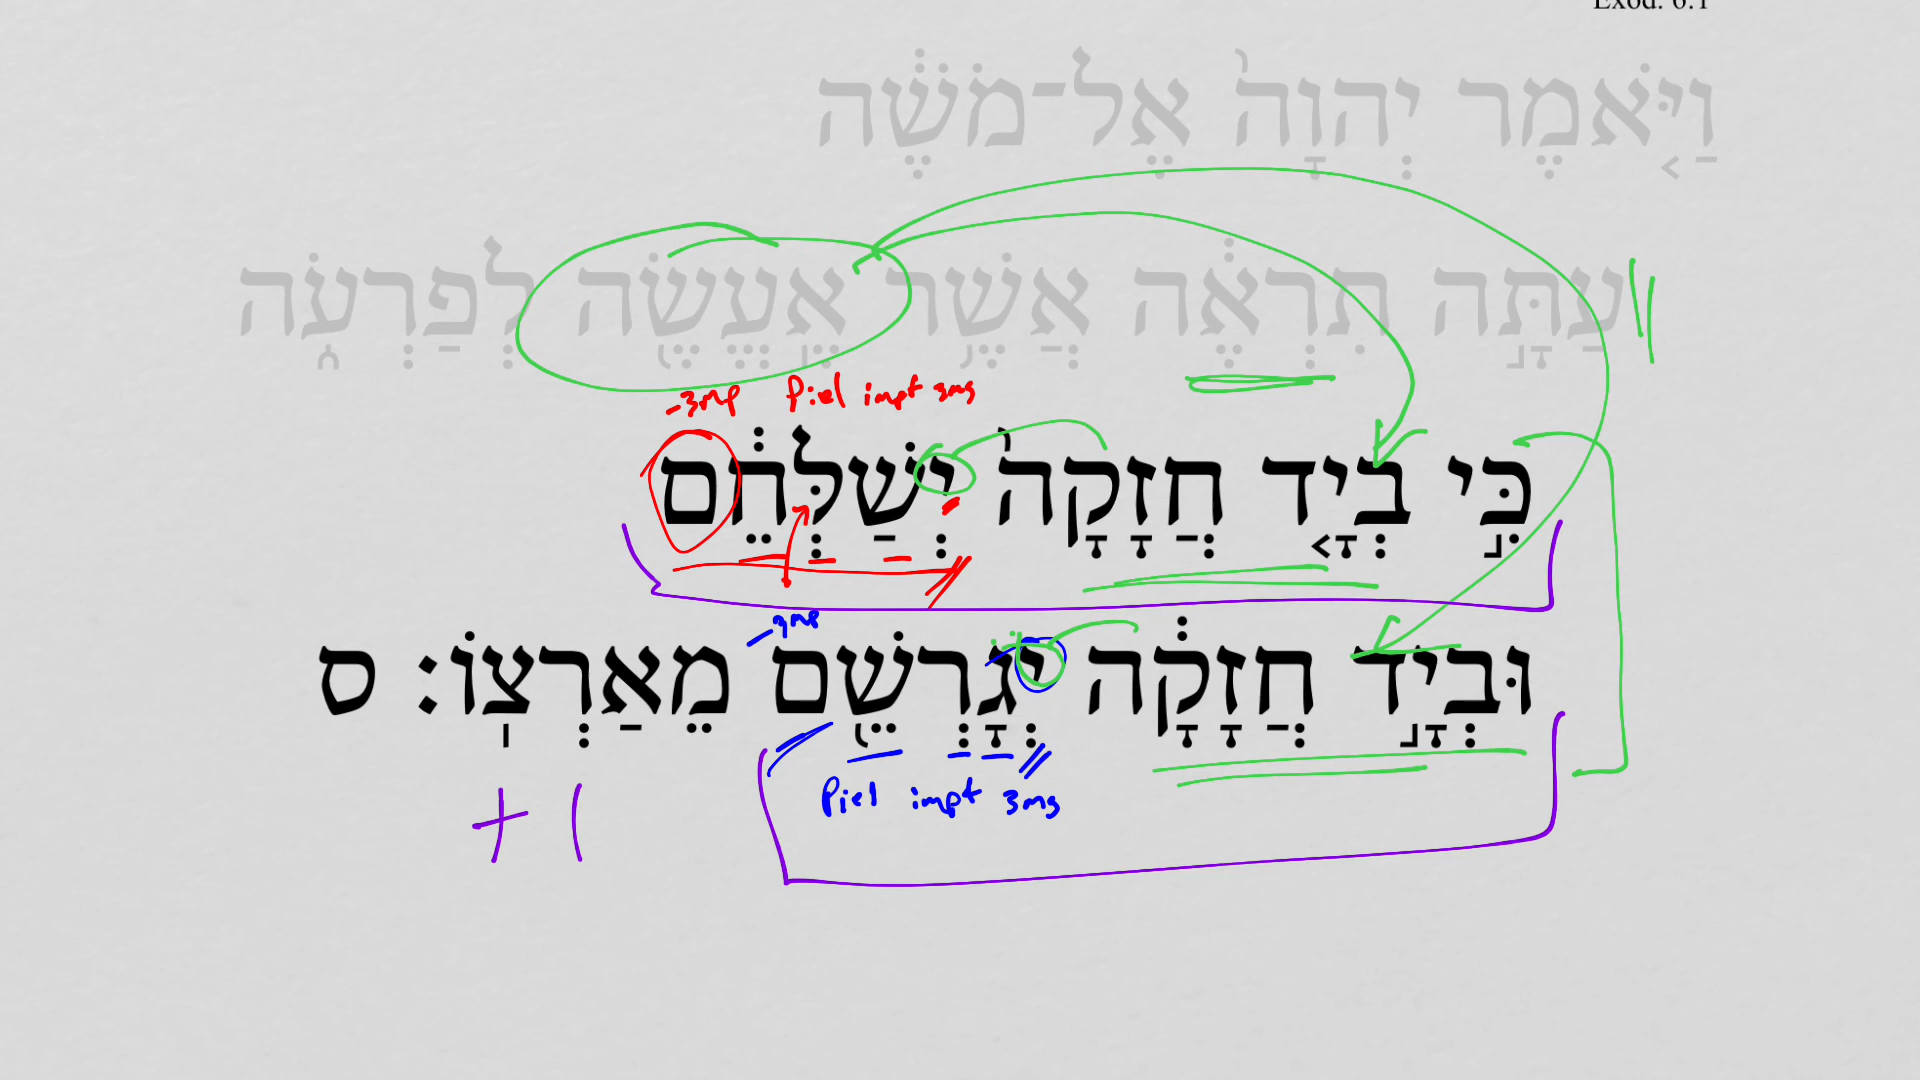 Exod. 6:1
וַיֹּאמֶר יְהוָה אֶל־מֹשֶׁה
עַתָּה תִרְאֶה אֲשֶׁר אֶעֱשֶׂה לְפַרְעֹה
-3mp Piel impf 3ms
כִּי בְיָד חֲזָקָה יְשַׁלְּחֵם
-3mp
וּבְיָד חֲזָקָה יְגָרְשֵׁם מֵאַרְצוֹ׃ ס
Piel impf 3ms